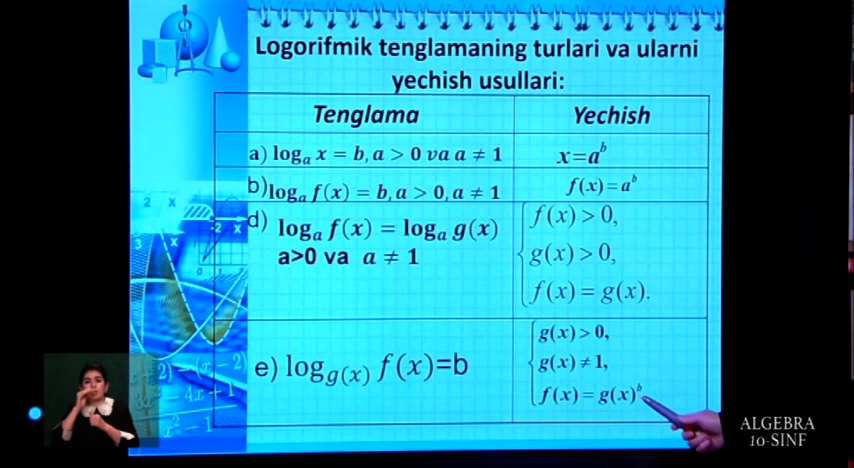 Logorifmik tenglamaning turlari va ularni
yechish usullari:
Tenglama
Yechish
a) logₐ x = b, a > 0 va a ≠ 1
x=aᵇ
b) logₐ f(x) = b, a > 0, a ≠ 1
f(x)=aᵇ
d) logₐ f(x) = logₐ g(x)
a>0 va a ≠ 1
f(x) > 0,
g(x) > 0,
f(x) = g(x).
e) log_g(x) f(x)=b
g(x) > 0,
g(x) ≠ 1,
f(x) = g(x)ᵇ
ALGEBRA
10-SINF